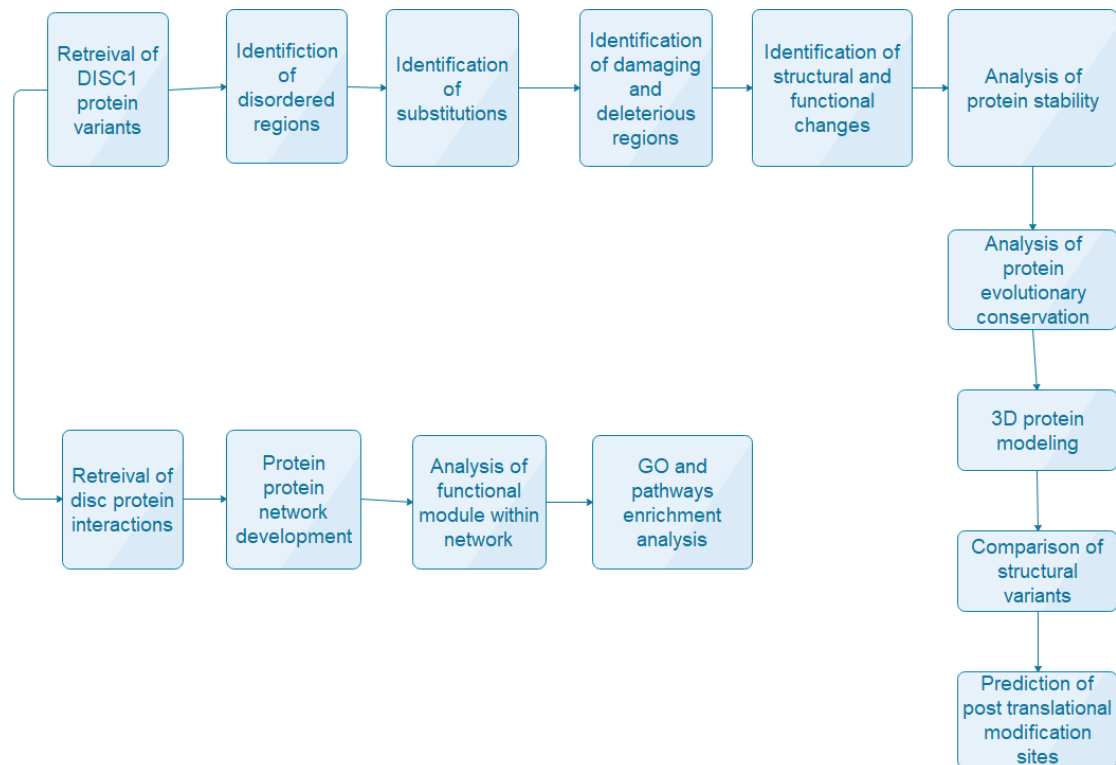 Retreival of
DISC1
protein
variants
Identifiction
of
disordered
regions
Identification
of
substitutions
Identification
of damaging
and
deleterious
regions
Identification of
structural and
functional
changes
Analysis of
protein stability
Analysis of
protein
evolutionary
conservation
3D protein
modeling
Comparison of
structural
variants
Prediction of
post translational
modification
sites
Retreival of
disc protein
interactions
Protein
protein
network
development
Analysis of
functional
module within
network
GO and
pathways
enrichment
analysis